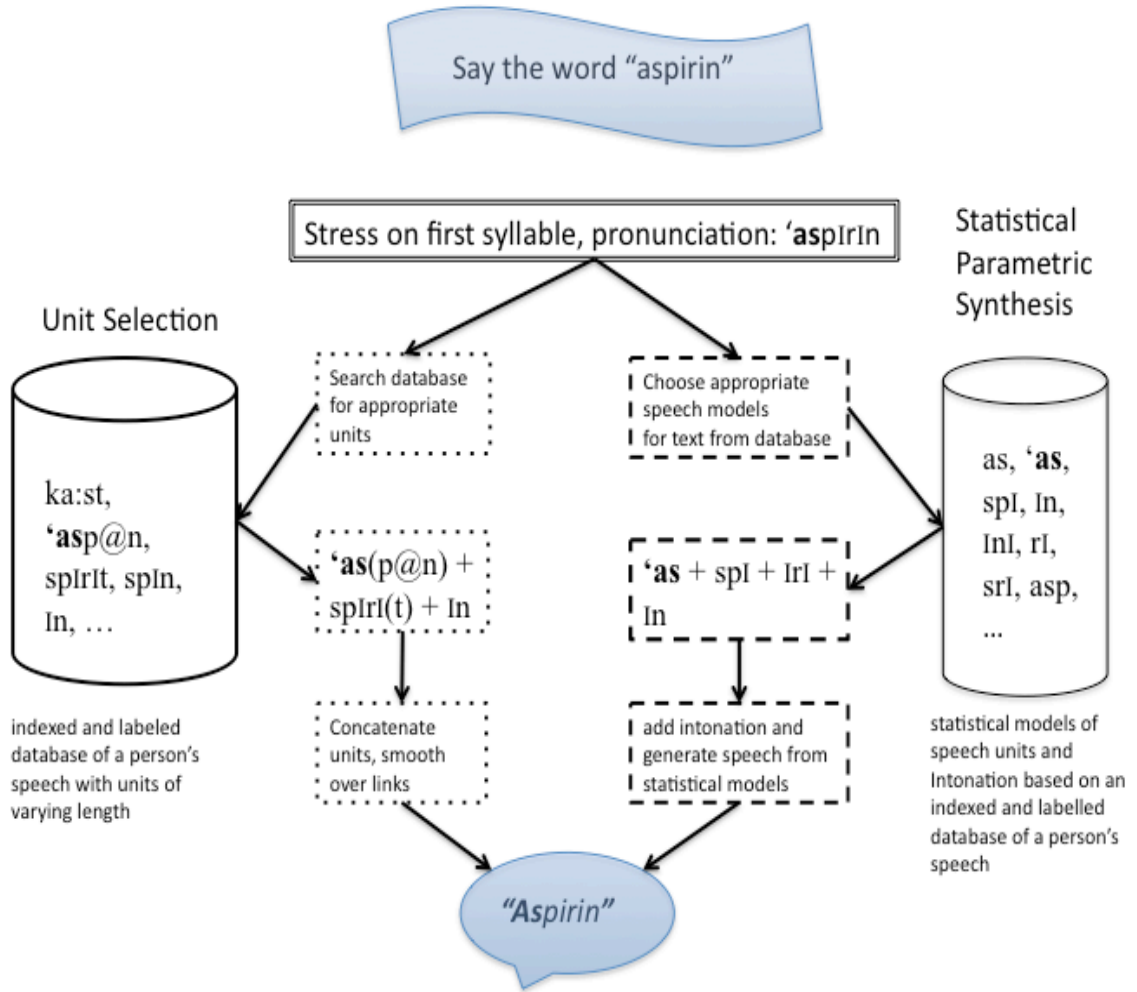 Say the word “aspirin”
Stress on first syllable, pronunciation: ‘aspIrIn
Statistical
Parametric
Synthesis
Unit Selection
Search database
for appropriate
units
Choose appropriate
speech models
for text from database
ka:st,
‘asp@n,
spIrIt, spIn,
In, …
‘as(p@n) +
spIrI(t) + In
‘as + spI + IrI +
In
as, ‘as,
spI, In,
InI, rI,
srI, asp,
...
indexed and labeled
database of a person’s
speech with units of
varying length
Concatenate
units, smooth
over links
add intonation and
generate speech from
statistical models
statistical models of
speech units and
Intonation based on an
indexed and labelled
database of a person’s
speech
“Aspirin”